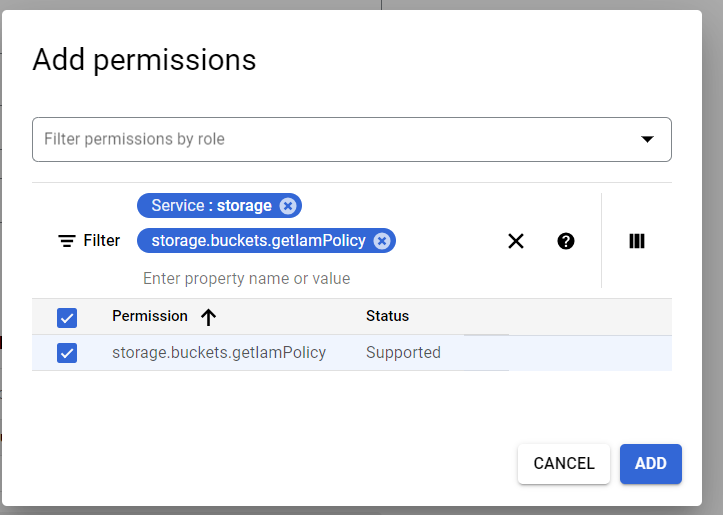 Add permissions
Filter permissions by role
Service : storage
Filter
storage.buckets.getIamPolicy
Enter property name or value
Permission Status
storage.buckets.getIamPolicy Supported
CANCEL ADD